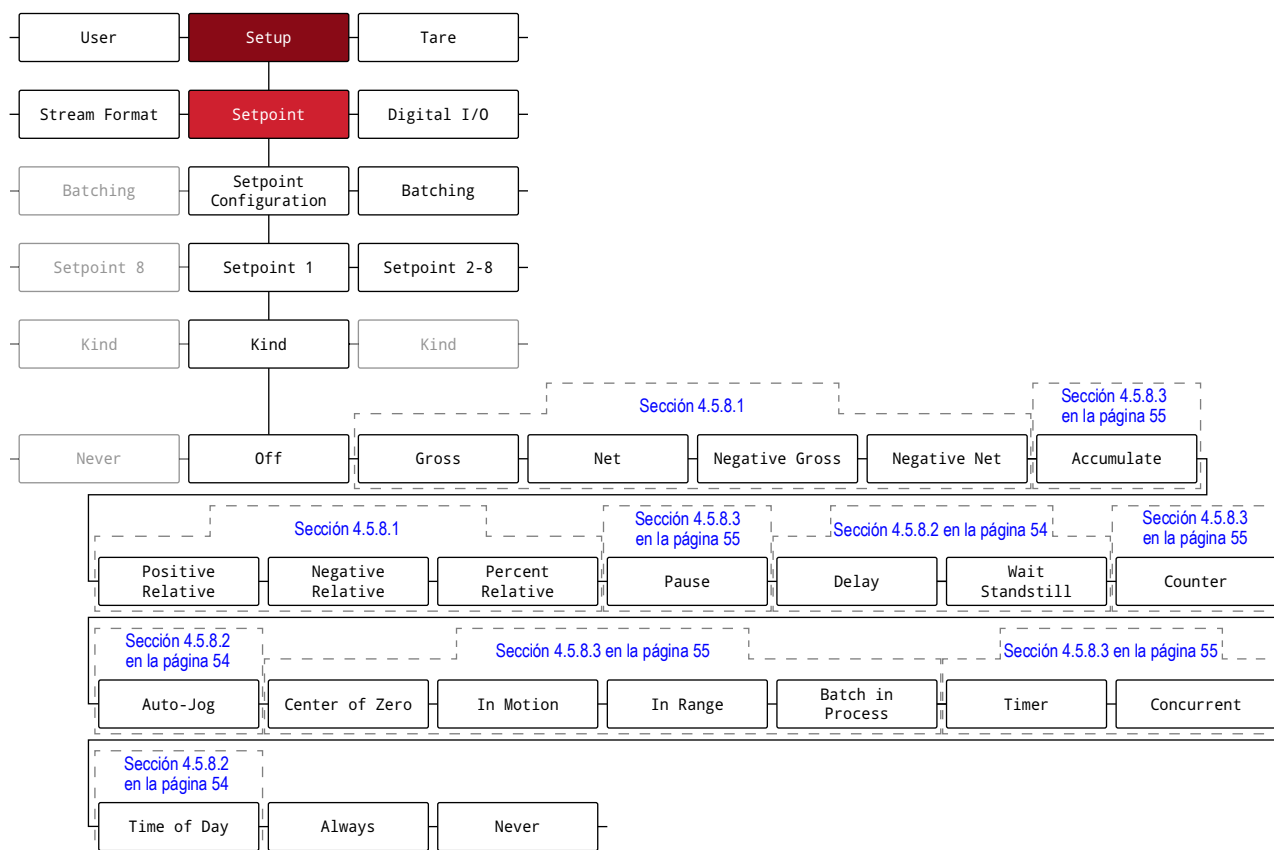 User
Setup
Tare
Stream Format
Setpoint
Digital I/O
Batching
Setpoint
Configuration
Batching
Setpoint 8
Setpoint 1
Setpoint 2-8
Kind
Kind
Kind
Sección 4.5.8.1
Sección 4.5.8.3
en la página 55
Never
Off
Gross
Net
Negative Gross
Negative Net
Accumulate
Sección 4.5.8.1
Sección 4.5.8.3
en la página 55
Sección 4.5.8.2 en la página 54
Sección 4.5.8.3
en la página 55
Positive
Relative
Negative
Relative
Percent
Relative
Pause
Delay
Wait
Standstill
Counter
Sección 4.5.8.2
en la página 54
Sección 4.5.8.3 en la página 55
Sección 4.5.8.3 en la página 55
Auto-Jog
Center of Zero
In Motion
In Range
Batch in
Process
Timer
Concurrent
Sección 4.5.8.2
en la página 54
Time of Day
Always
Never